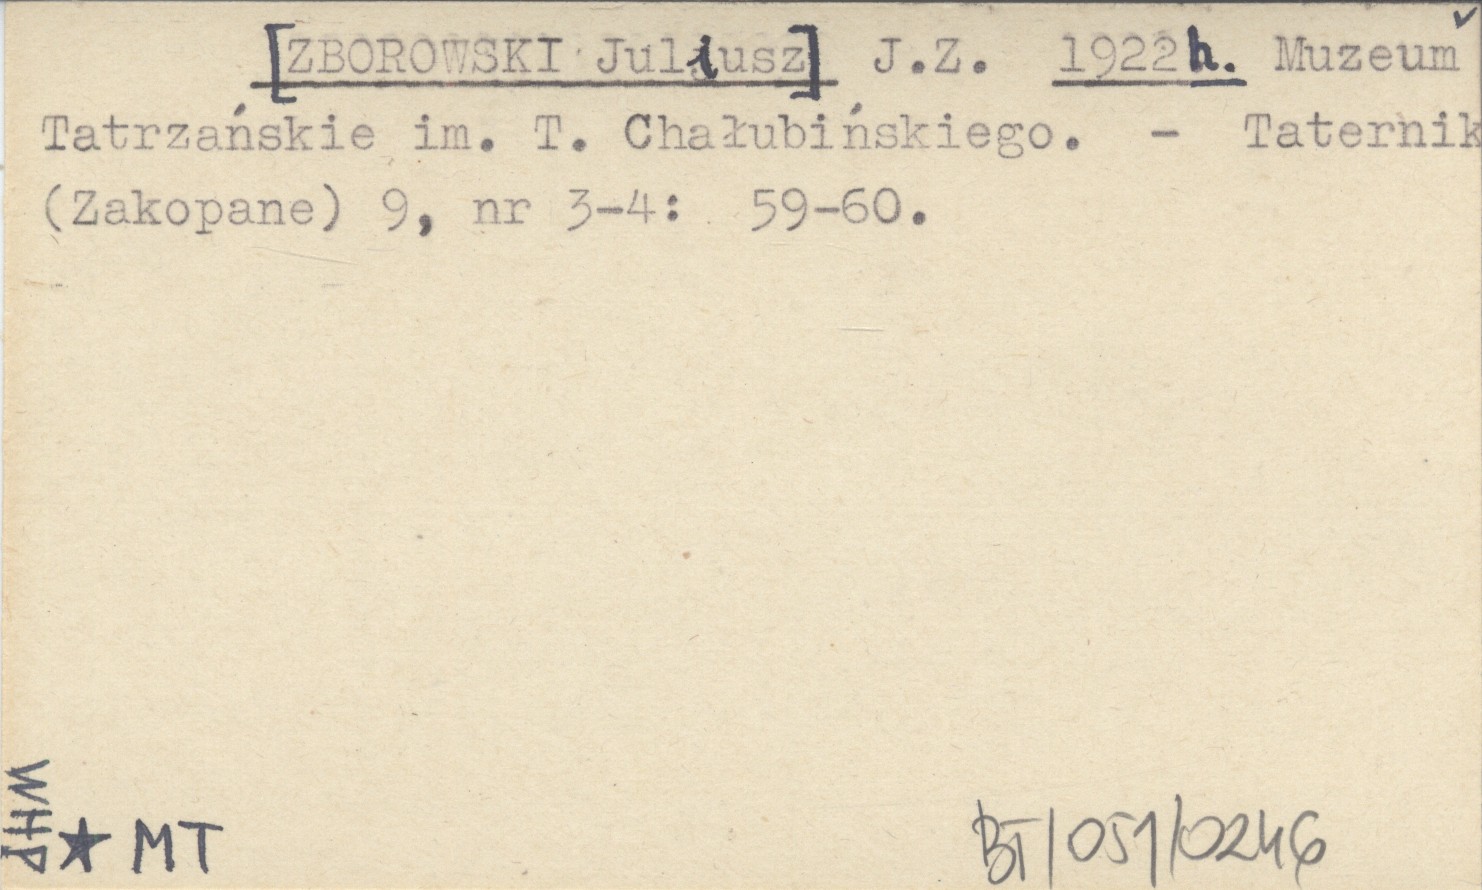 [ZBOROWSKI Juliusz] J.Z. 1922h. Muzeum
Tatrzańskie im. T. Chałubińskiego. - Taternik
(Zakopane) 9, nr 3-4: 59-60.
WHP
★ MT
BT/051/0246